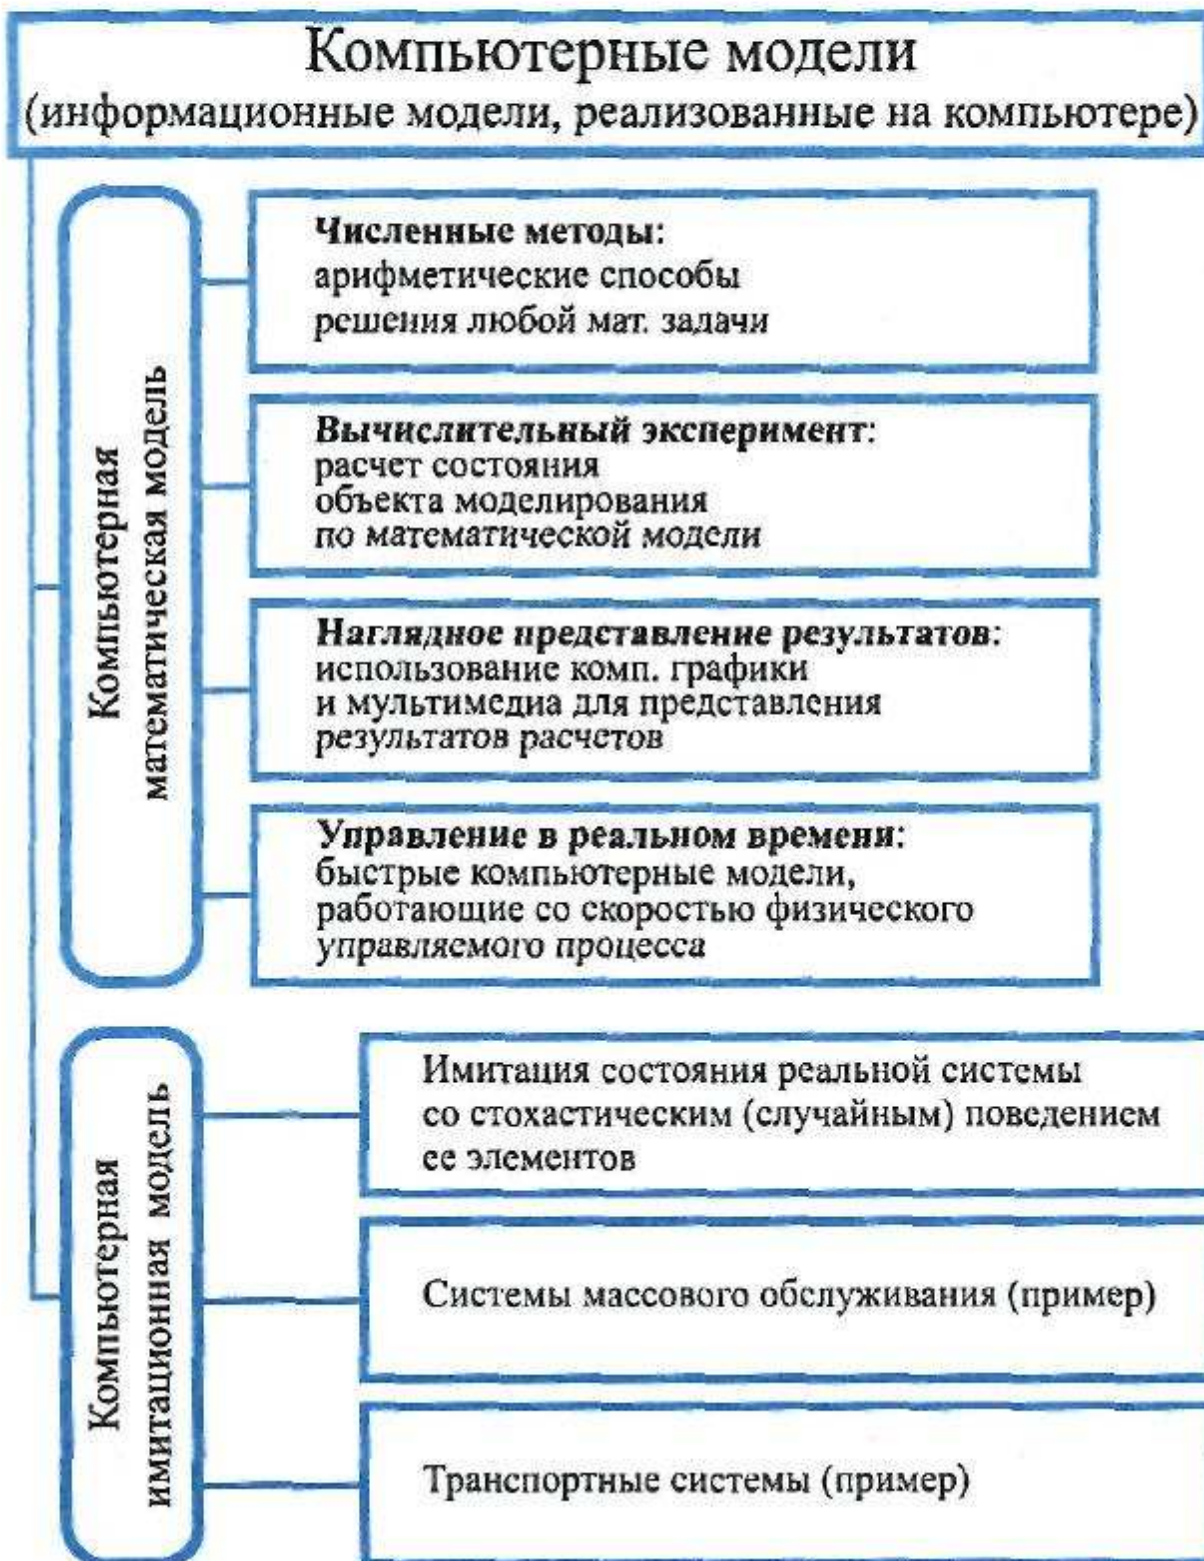 Компьютерные модели
(информационные модели, реализованные на компьютере)
Компьютерная
математическая модель
Численные методы:
арифметические способы
решения любой мат. задачи
Вычислительный эксперимент:
расчет состояния
объекта моделирования
по математической модели
Наглядное представление результатов:
использование комп. графики
и мультимедиа для представления
результатов расчетов
Управление в реальном времени:
быстрые компьютерные модели,
работающие со скоростью физического
управляемого процесса
Компьютерная
имитационная модель
Имитация состояния реальной системы
со стохастическим (случайным) поведением
ее элементов
Системы массового обслуживания (пример)
Транспортные системы (пример)